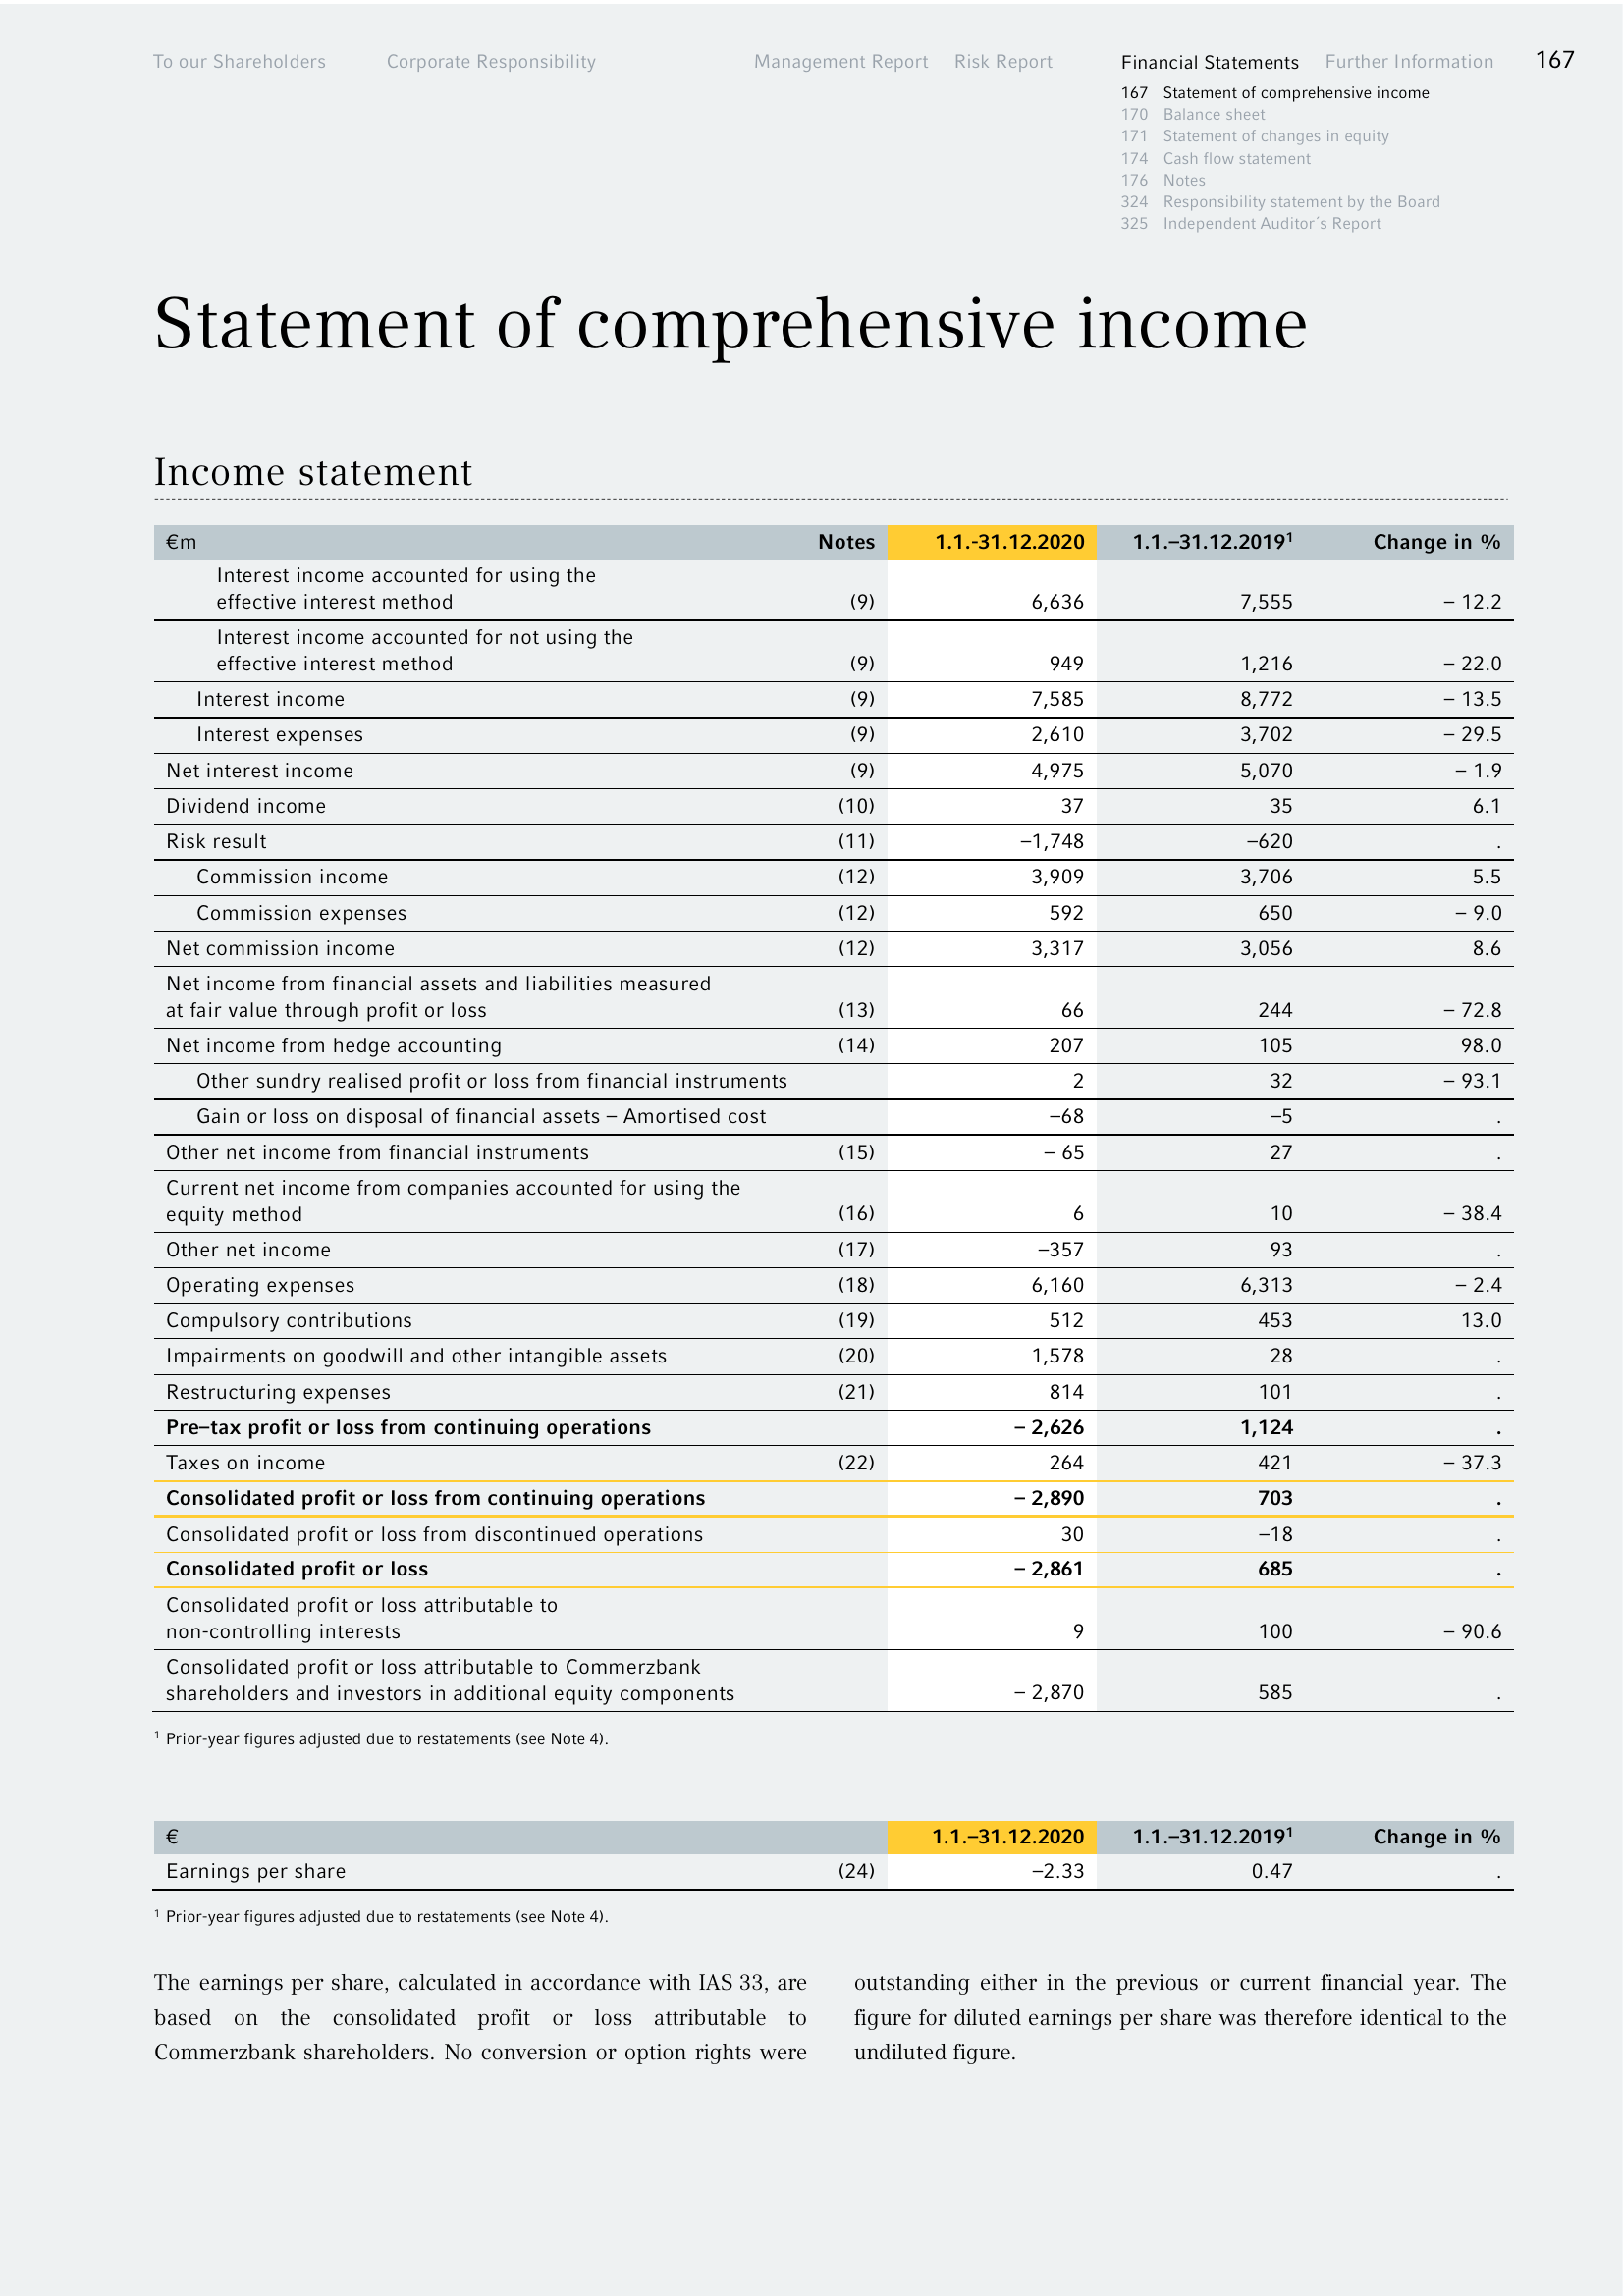 To our Shareholders Corporate Responsibility Management Report Risk Report Financial Statements Further Information 167
167 Statement of comprehensive income
170 Balance sheet
171 Statement of changes in equity
174 Cash flow statement
176 Notes
324 Responsibility statement by the Board
325 Independent Auditor´s Report
Statement of comprehensive income
Income statement
€m Notes 1.1.-31.12.2020 1.1.–31.12.2019¹ Change in %
Interest income accounted for using the
effective interest method (9) 6,636 7,555 – 12.2
Interest income accounted for not using the
effective interest method (9) 949 1,216 – 22.0
Interest income (9) 7,585 8,772 – 13.5
Interest expenses (9) 2,610 3,702 – 29.5
Net interest income (9) 4,975 5,070 – 1.9
Dividend income (10) 37 35 6.1
Risk result (11) –1,748 –620 .
Commission income (12) 3,909 3,706 5.5
Commission expenses (12) 592 650 – 9.0
Net commission income (12) 3,317 3,056 8.6
Net income from financial assets and liabilities measured
at fair value through profit or loss (13) 66 244 – 72.8
Net income from hedge accounting (14) 207 105 98.0
Other sundry realised profit or loss from financial instruments 2 32 – 93.1
Gain or loss on disposal of financial assets – Amortised cost –68 –5 .
Other net income from financial instruments (15) – 65 27 .
Current net income from companies accounted for using the
equity method (16) 6 10 – 38.4
Other net income (17) –357 93 .
Operating expenses (18) 6,160 6,313 – 2.4
Compulsory contributions (19) 512 453 13.0
Impairments on goodwill and other intangible assets (20) 1,578 28 .
Restructuring expenses (21) 814 101 .
Pre–tax profit or loss from continuing operations – 2,626 1,124 .
Taxes on income (22) 264 421 – 37.3
Consolidated profit or loss from continuing operations – 2,890 703 .
Consolidated profit or loss from discontinued operations 30 –18 .
Consolidated profit or loss – 2,861 685 .
Consolidated profit or loss attributable to
non-controlling interests 9 100 – 90.6
Consolidated profit or loss attributable to Commerzbank
shareholders and investors in additional equity components – 2,870 585 .
¹ Prior-year figures adjusted due to restatements (see Note 4).
€ 1.1.–31.12.2020 1.1.–31.12.2019¹ Change in %
Earnings per share (24) –2.33 0.47 .
¹ Prior-year figures adjusted due to restatements (see Note 4).
The earnings per share, calculated in accordance with IAS 33, are
based on the consolidated profit or loss attributable to
Commerzbank shareholders. No conversion or option rights were
outstanding either in the previous or current financial year. The
figure for diluted earnings per share was therefore identical to the
undiluted figure.